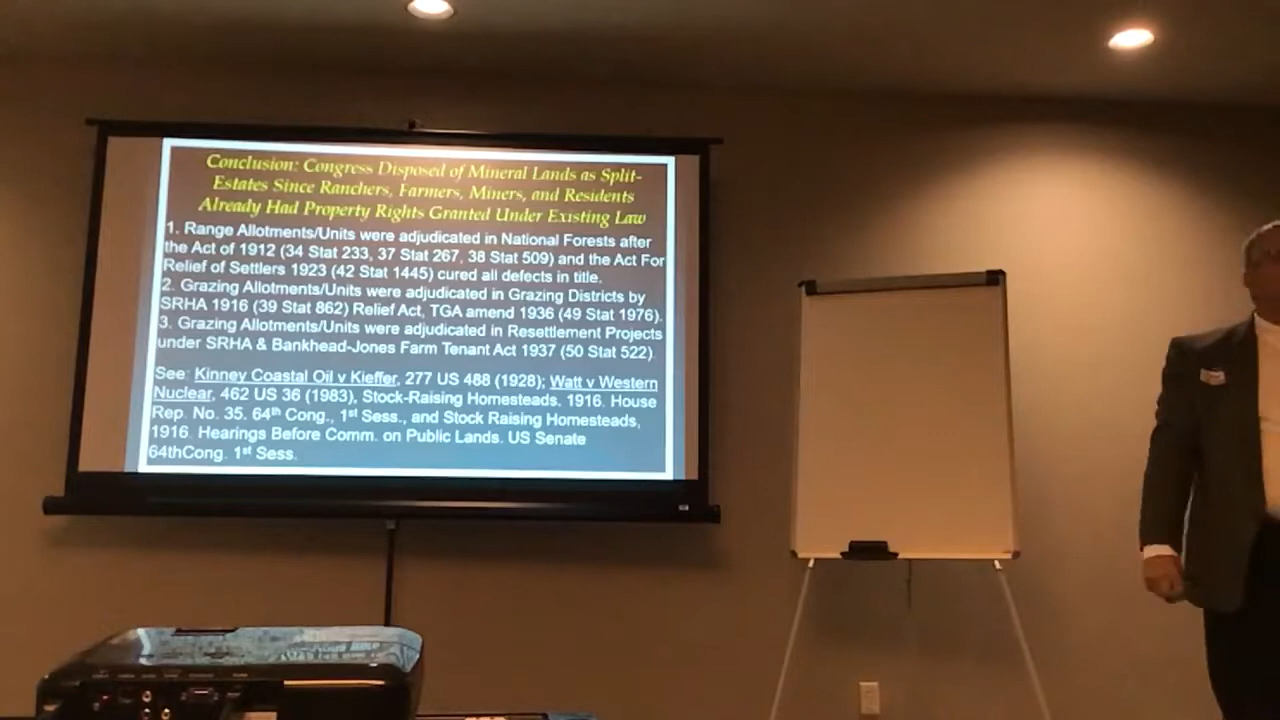 Conclusion: Congress Disposed of Mineral Lands as Split-
Estates Since Ranchers, Farmers, Miners, and Residents
Already Had Property Rights Granted Under Existing Law
1. Range Allotments/Units were adjudicated in National Forests after
the Act of 1912 (34 Stat 233, 37 Stat 267, 38 Stat 509) and the Act For
Relief of Settlers 1923 (42 Stat 1445) cured all defects in title.
2. Grazing Allotments/Units were adjudicated in Grazing Districts by
SRHA 1916 (39 Stat 862) Relief Act, TGA amend 1936 (49 Stat 1976).
3. Grazing Allotments/Units were adjudicated in Resettlement Projects
under SRHA & Bankhead-Jones Farm Tenant Act 1937 (50 Stat 522).
See: Kinney Coastal Oil v Kieffer, 277 US 488 (1928); Watt v Western
Nuclear, 462 US 36 (1983), Stock-Raising Homesteads. 1916. House
Rep. No. 35. 64th Cong., 1st Sess., and Stock Raising Homesteads,
1916. Hearings Before Comm. on Public Lands. US Senate
64thCong. 1st Sess.